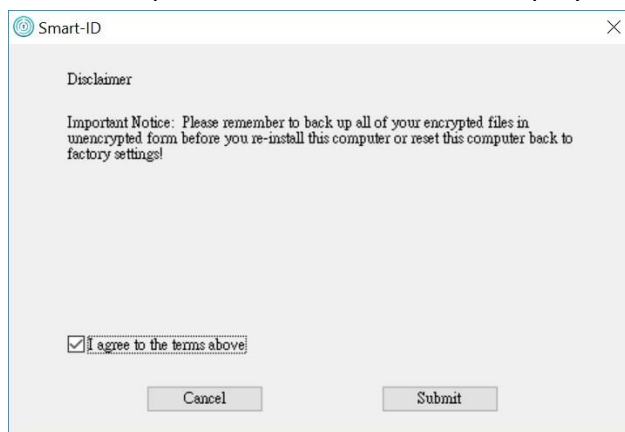 Smart-ID
Disclaimer
Important Notice: Please remember to back up all of your encrypted files in
unencrypted form before you re-install this computer or reset this computer back to
factory settings!
I agree to the terms above
Cancel
Submit